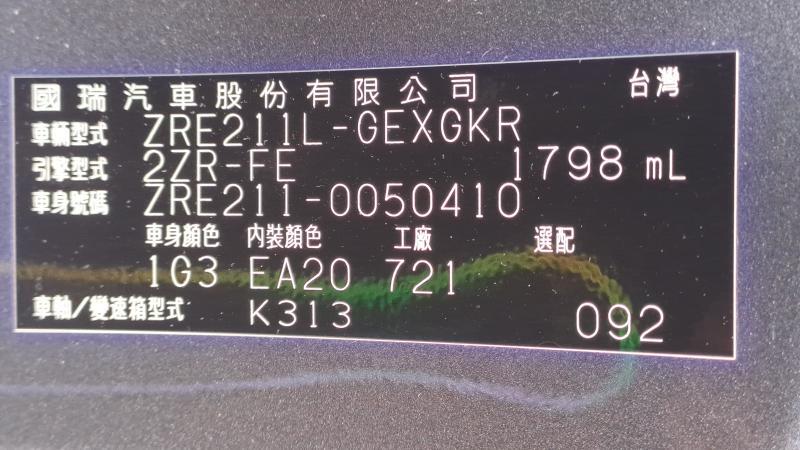 國瑞汽車股份有限公司 台灣
車輛型式 ZRE211L-GEXGKR
引擎型式 2ZR-FE 1798 mL
車身號碼 ZRE211-0050410
車身顏色 內裝顏色 工廠 選配
1G3 EA20 721
車軸/變速箱型式 K313 092